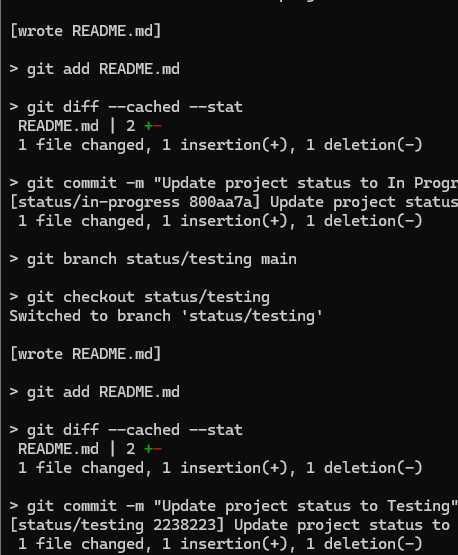 [wrote README.md]
> git add README.md
> git diff --cached --stat
README.md | 2 +-
1 file changed, 1 insertion(+), 1 deletion(-)
> git commit -m "Update project status to In Progr
[status/in-progress 800aa7a] Update project status
1 file changed, 1 insertion(+), 1 deletion(-)
> git branch status/testing main
> git checkout status/testing
Switched to branch 'status/testing'
[wrote README.md]
> git add README.md
> git diff --cached --stat
README.md | 2 +-
1 file changed, 1 insertion(+), 1 deletion(-)
> git commit -m "Update project status to Testing"
[status/testing 2238223] Update project status to
1 file changed, 1 insertion(+), 1 deletion(-)